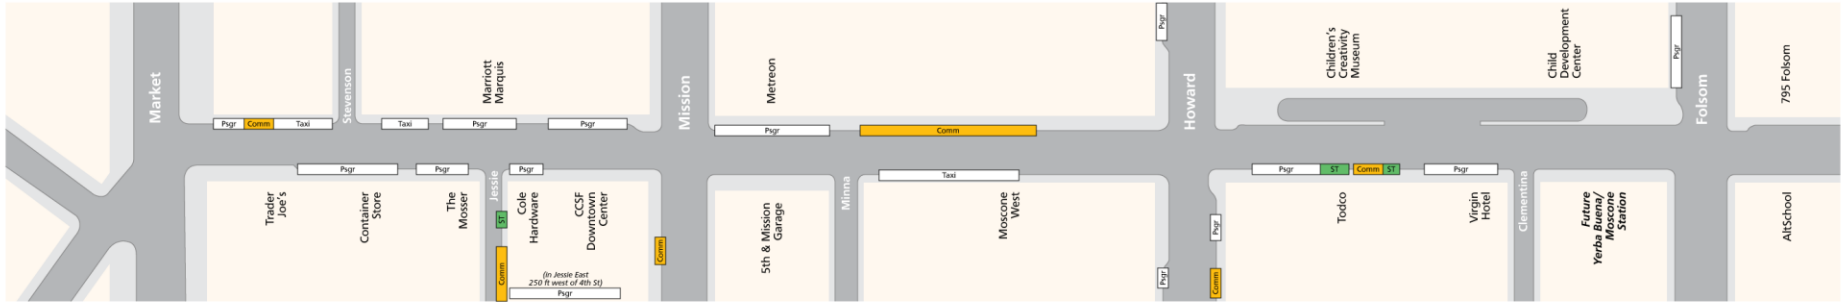 Market
Stevenson
Marriott
Marquis
Mission
Metreon
Psgr
Howard
Children's
Creativity
Museum
Child
Development
Center
Psgr
Folsom
795 Folsom
Psgr
Comm
Taxi
Taxi
Psgr
Psgr
Psgr
Comm
Psgr
Psgr
Jessie
Psgr
Taxi
Psgr
ST
Comm
ST
Psgr
Trader
Joe's
Container
Store
The
Mosser
ST
Cole
Hardware
CCSF
Downtown
Center
Comm
Comm
(In Jessie East
250 ft west of 4th St)
Psgr
5th & Mission
Garage
Minna
Moscone
West
Psgr
Psgr
Comm
Todco
Virgin
Hotel
Clementina
Future
Yerba Buena/
Moscone
Station
AltSchool